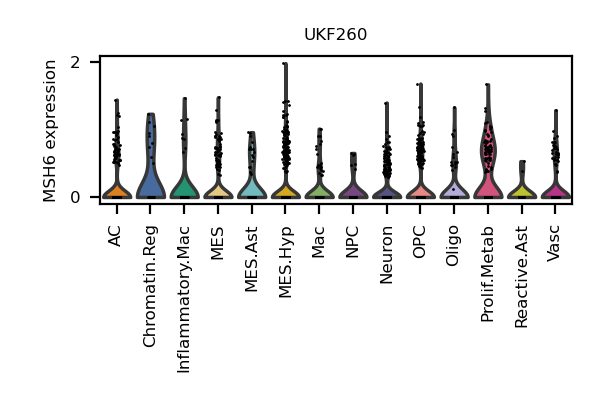 UKF260
MSH6 expression
2
0
AC
Chromatin.Reg
Inflammatory.Mac
MES
MES.Ast
MES.Hyp
Mac
NPC
Neuron
OPC
Oligo
Prolif.Metab
Reactive.Ast
Vasc